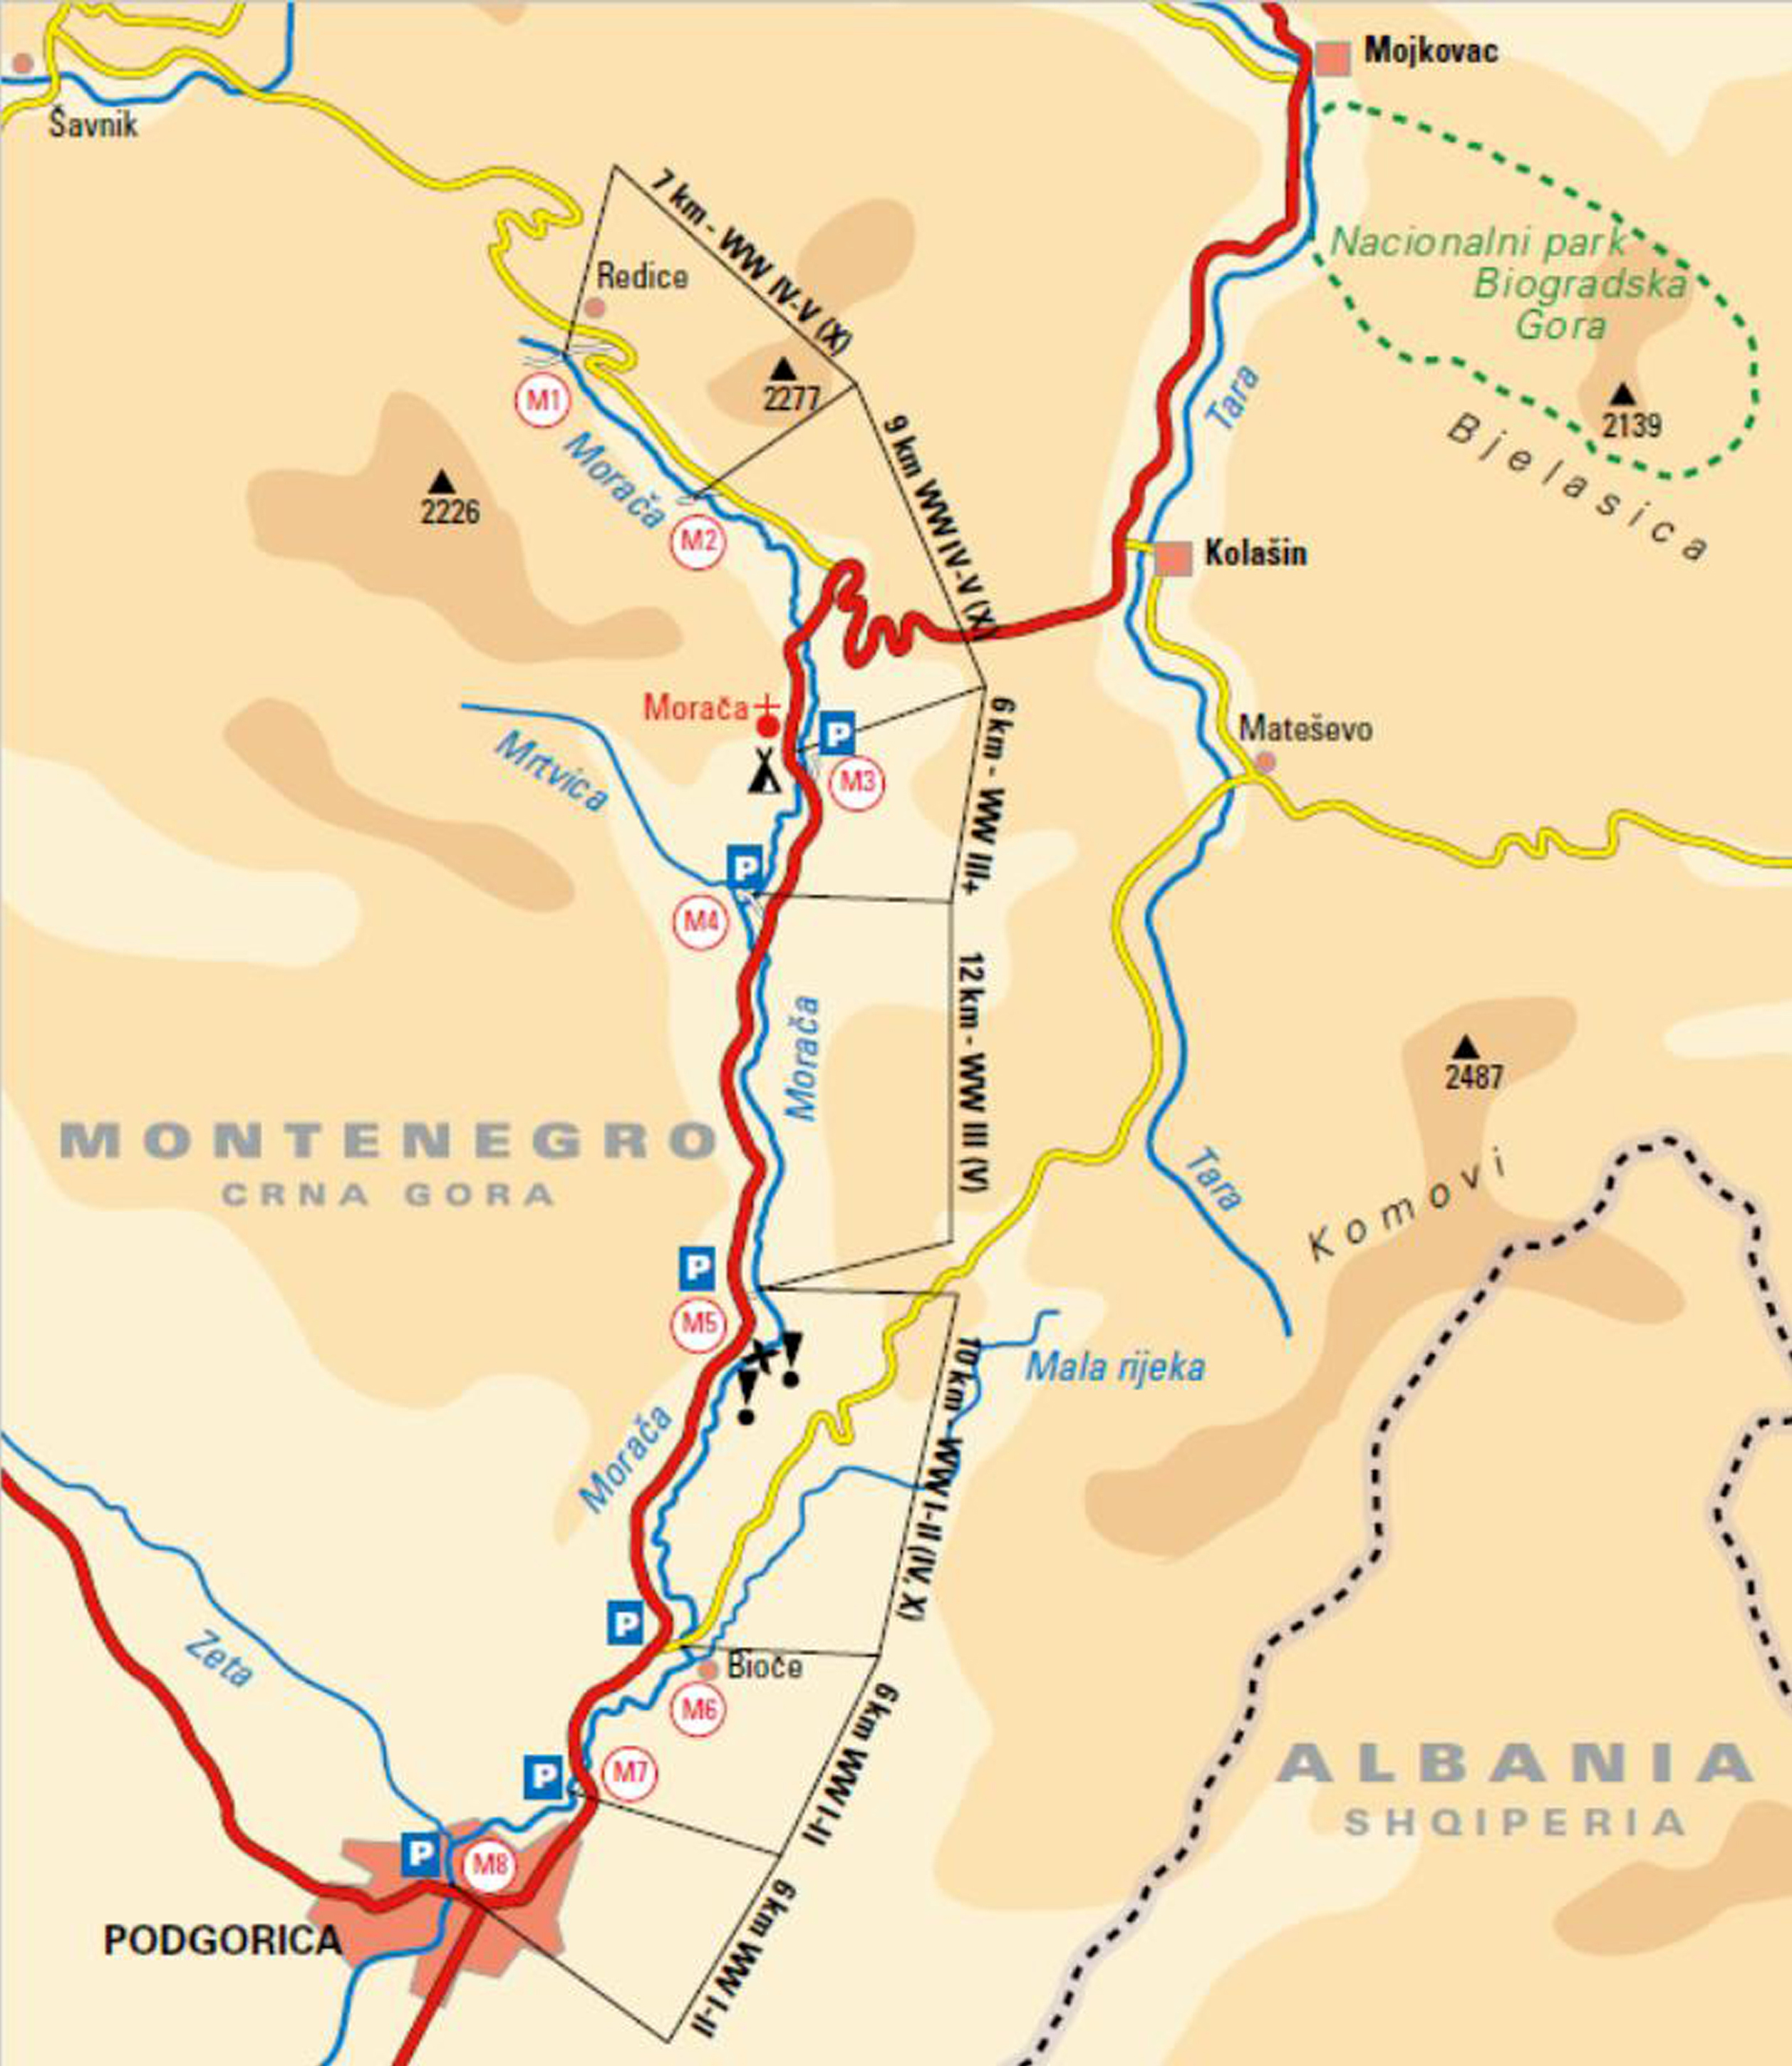 Mojkovac
Šavnik
7 km - WW IV-V (X)
Nacionalni park
Biogradska
Gora
Redice
M1
2277
Tara
2139
Bjelasica
9 km WW IV-V (X)
Morača
2226
M2
Kolašin
Morača
P
Mateševo
6 km - WW III+
Mrtvica
M3
P
M4
12 km - WW III (V)
Morača
2487
MONTENEGRO
CRNA GORA
Tara
Komovi
P
M5
10 km - WW I-II (IV, X)
Mala rijeka
Morača
P
Zeta
Bioče
M6
6 km WW I-II
P
M7
ALBANIA
SHQIPERIA
P
M8
6 km WW I-II
PODGORICA